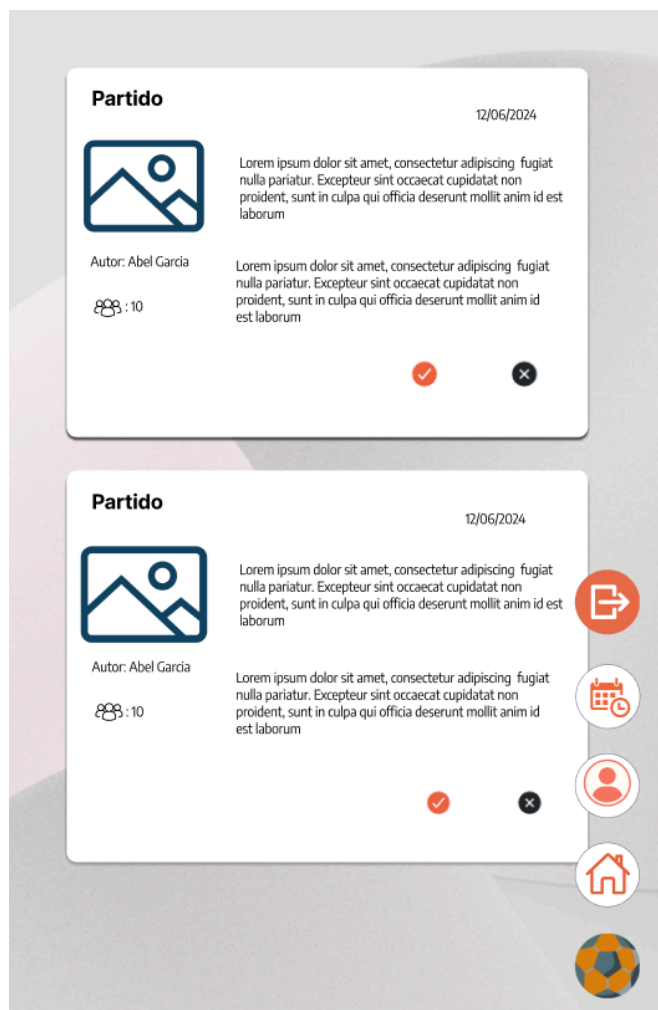 Partido
12/06/2024
Lorem ipsum dolor sit amet, consectetur adipiscing fugiat
nulla pariatur. Excepteur sint occaecat cupidatat non
proident, sunt in culpa qui officia deserunt mollit anim id est
laborum
Autor: Abel Garcia
Lorem ipsum dolor sit amet, consectetur adipiscing fugiat
nulla pariatur. Excepteur sint occaecat cupidatat non
proident, sunt in culpa qui officia deserunt mollit anim id
est laborum
: 10
Partido
12/06/2024
Lorem ipsum dolor sit amet, consectetur adipiscing fugiat
nulla pariatur. Excepteur sint occaecat cupidatat non
proident, sunt in culpa qui officia deserunt mollit anim id est
laborum
Autor: Abel Garcia
Lorem ipsum dolor sit amet, consectetur adipiscing fugiat
nulla pariatur. Excepteur sint occaecat cupidatat non
proident, sunt in culpa qui officia deserunt mollit anim id
est laborum
: 10